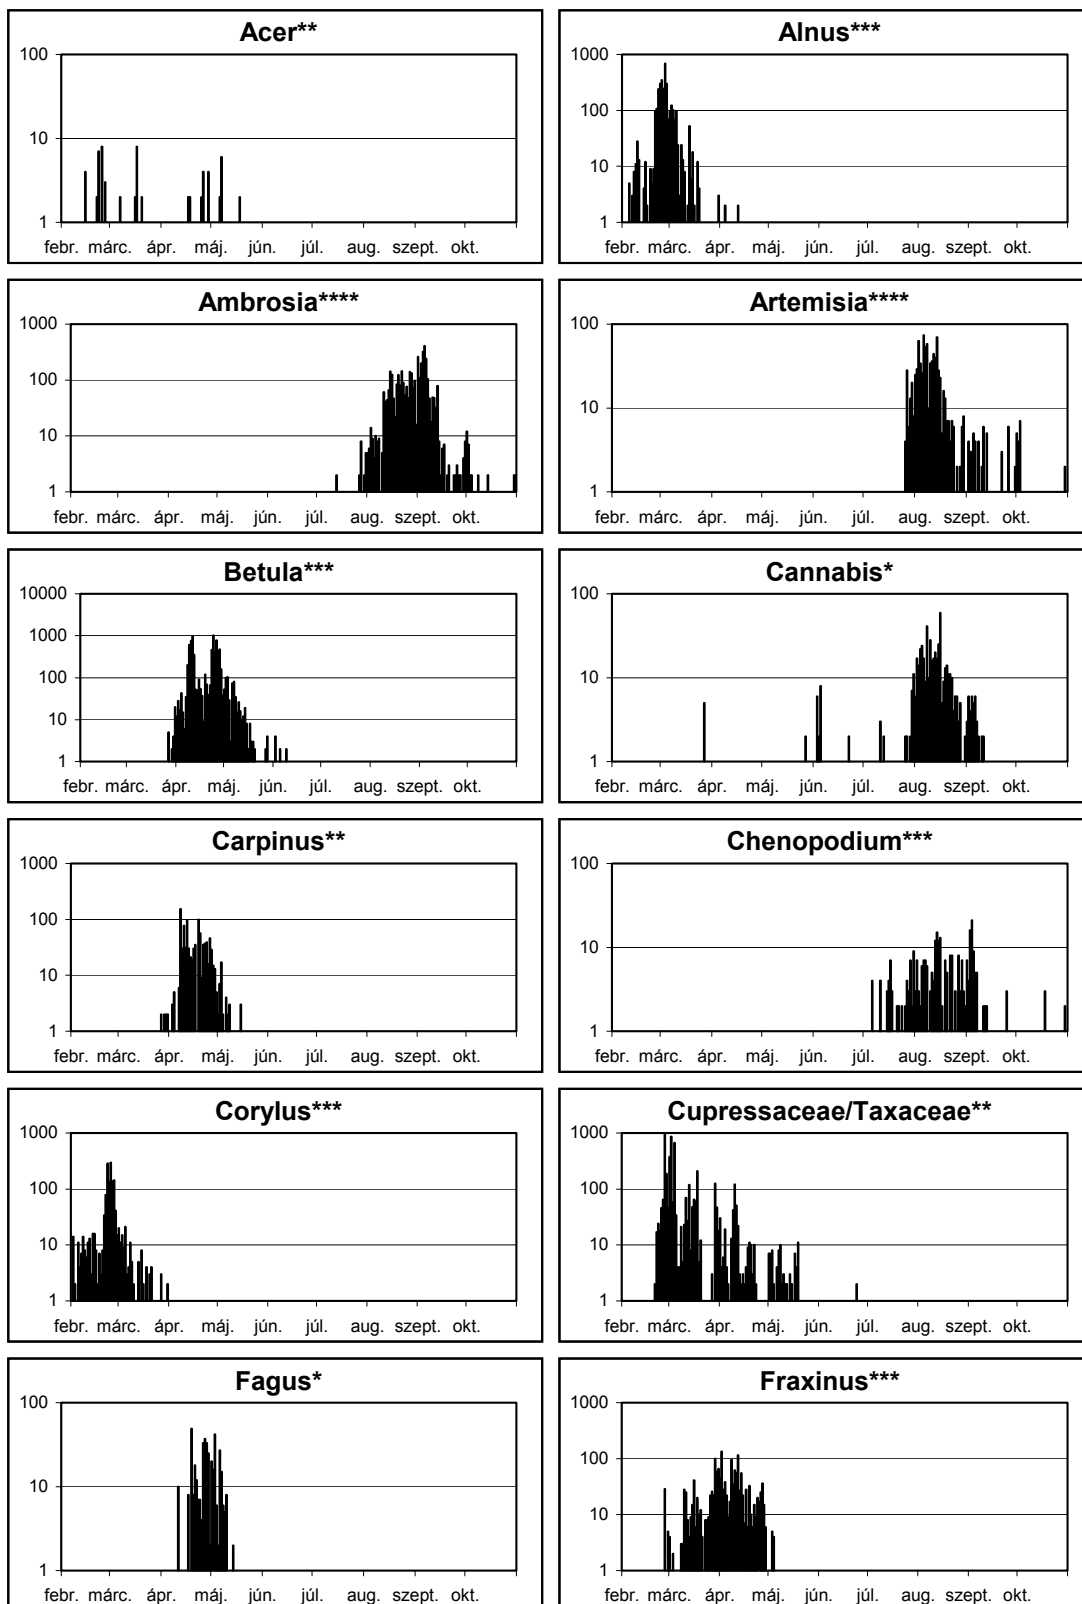 Acer**
100
10
1
febr. márc. ápr. máj. jún. júl. aug. szept. okt.
Alnus***
1000
100
10
1
febr. márc. ápr. máj. jún. júl. aug. szept. okt.
Ambrosia****
1000
100
10
1
febr. márc. ápr. máj. jún. júl. aug. szept. okt.
Artemisia****
100
10
1
febr. márc. ápr. máj. jún. júl. aug. szept. okt.
Betula***
10000
1000
100
10
1
febr. márc. ápr. máj. jún. júl. aug. szept. okt.
Cannabis*
100
10
1
febr. márc. ápr. máj. jún. júl. aug. szept. okt.
Carpinus**
1000
100
10
1
febr. márc. ápr. máj. jún. júl. aug. szept. okt.
Chenopodium***
100
10
1
febr. márc. ápr. máj. jún. júl. aug. szept. okt.
Corylus***
1000
100
10
1
febr. márc. ápr. máj. jún. júl. aug. szept. okt.
Cupressaceae/Taxaceae**
1000
100
10
1
febr. márc. ápr. máj. jún. júl. aug. szept. okt.
Fagus*
100
10
1
febr. márc. ápr. máj. jún. júl. aug. szept. okt.
Fraxinus***
1000
100
10
1
febr. márc. ápr. máj. jún. júl. aug. szept. okt.